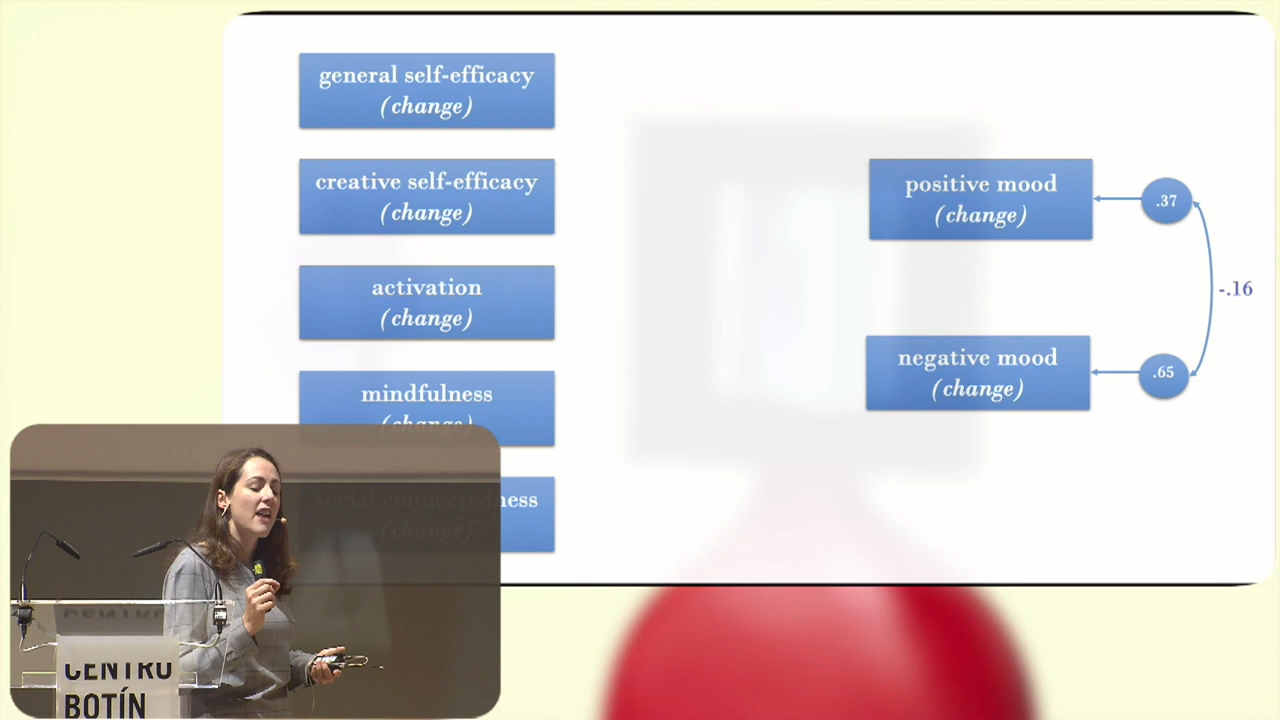 general self-efficacy
(change)
creative self-efficacy
(change)
activation
(change)
mindfulness
(change)
social connectedness
(change)
positive mood
(change)
.37
-.16
negative mood
(change)
.65
CENTRO
BOTÍN